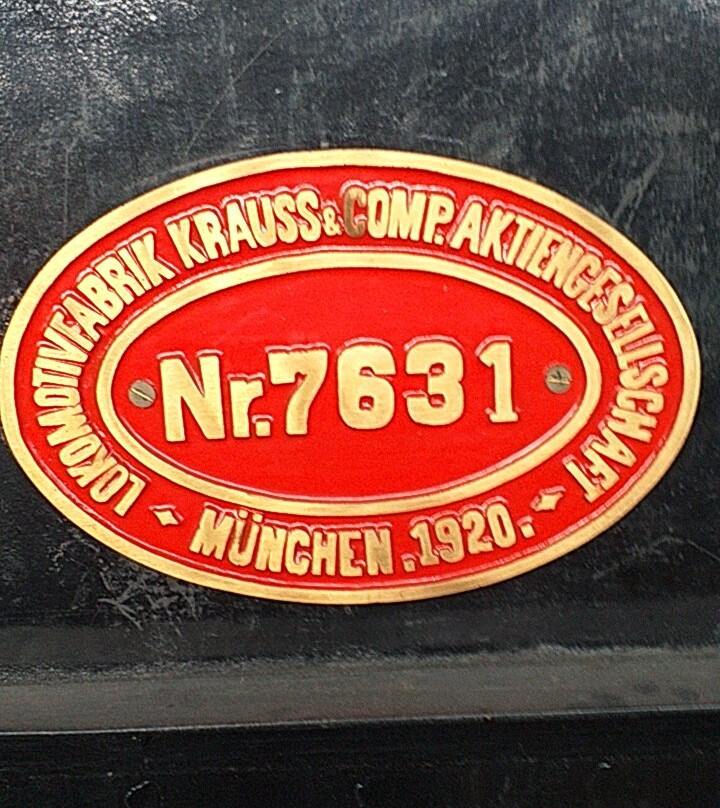 LOKOMOTIVFABRIK KRAUSS & COMP. AKTIENGESELLSCHAFT
Nr. 7631
MÜNCHEN . 1920.